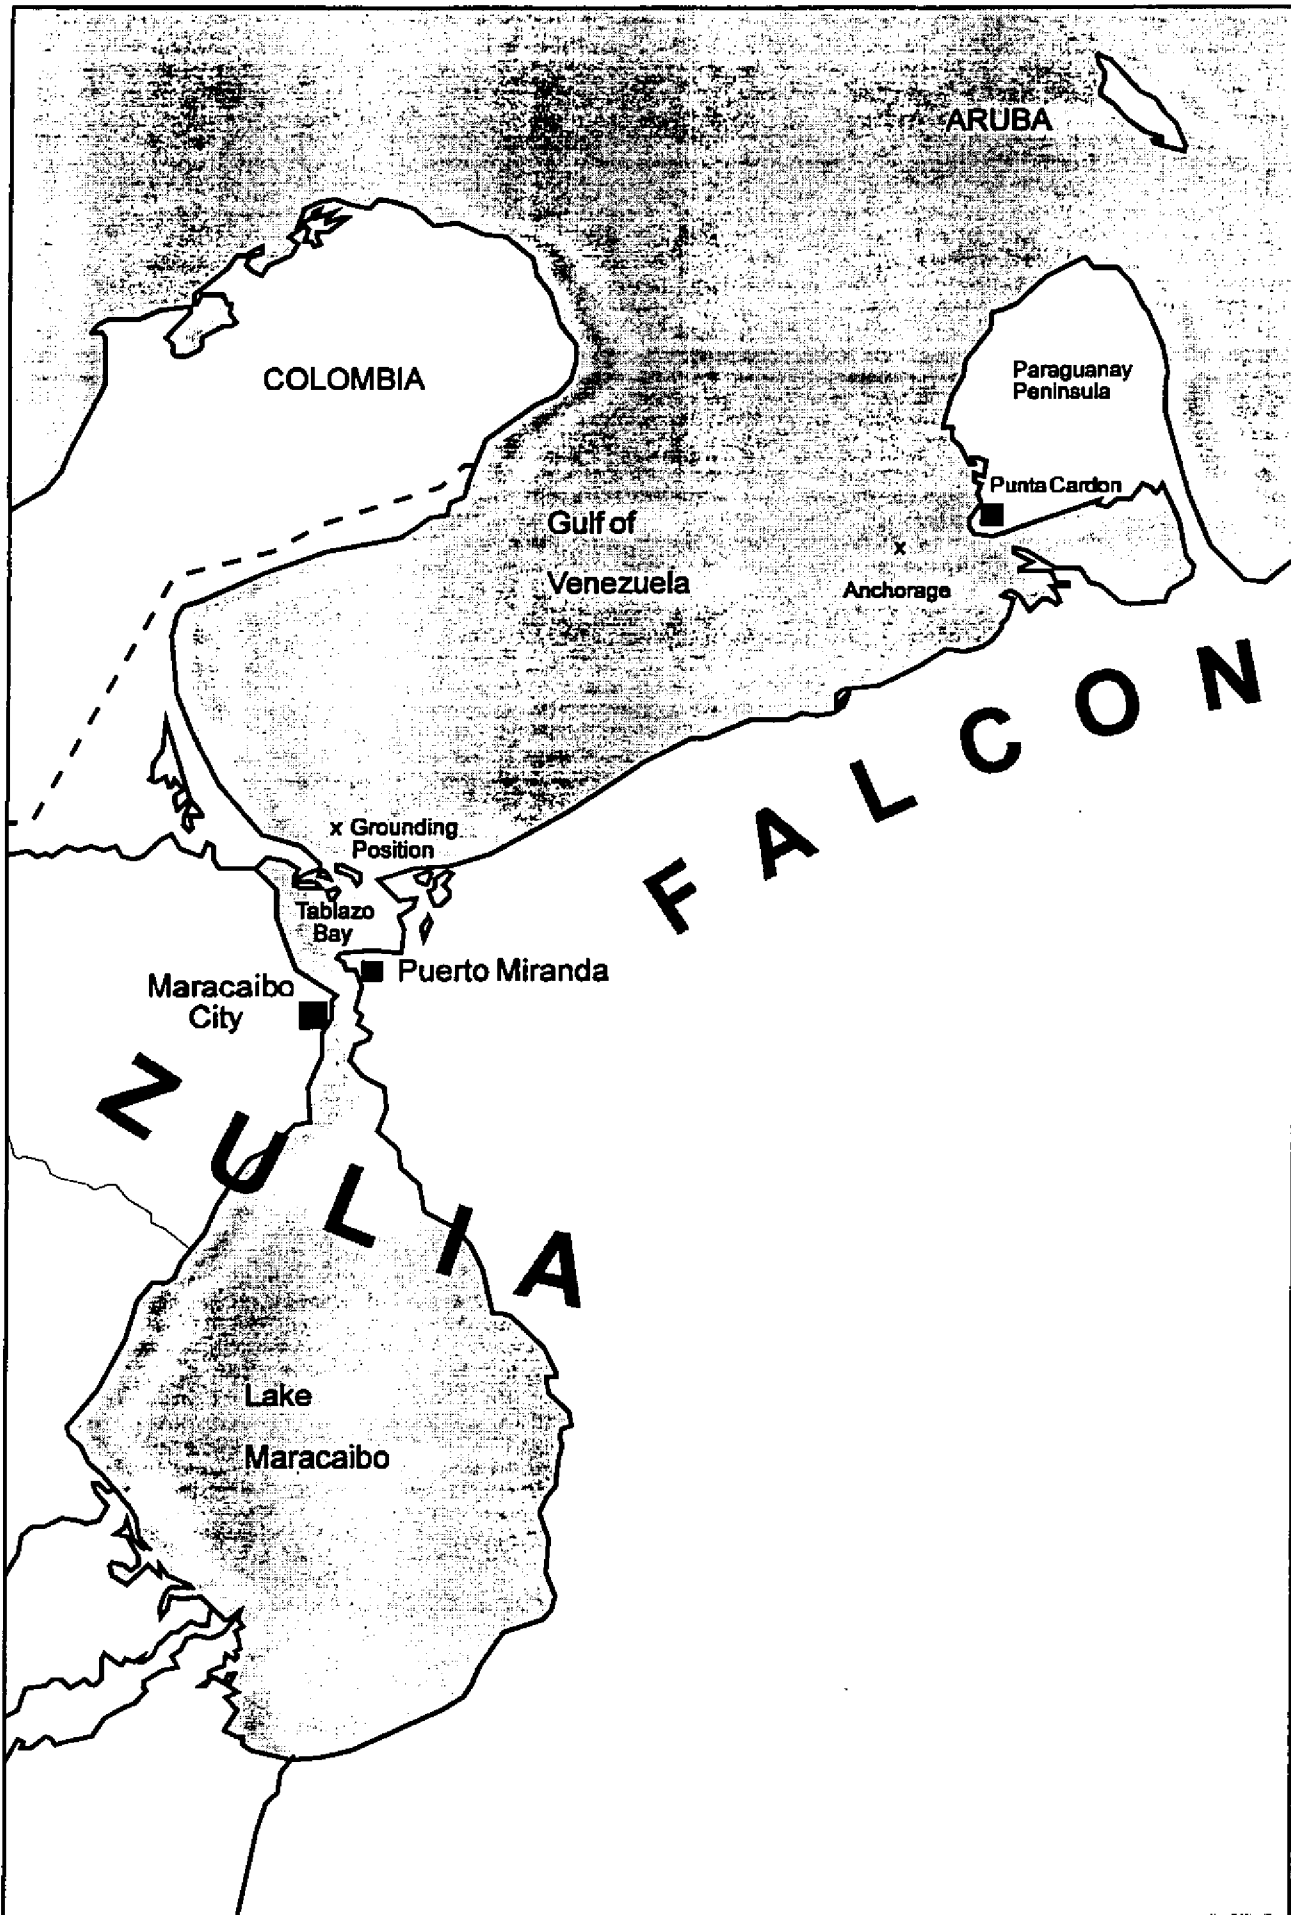 ARUBA
COLOMBIA
Paraguanay
Peninsula
Punta Cardon
Gulf of
Venezuela
x
Anchorage
FALCON
x Grounding
Position
Tablazo
Bay
Puerto Miranda
Maracaibo
City
ZULIA
Lake
Maracaibo